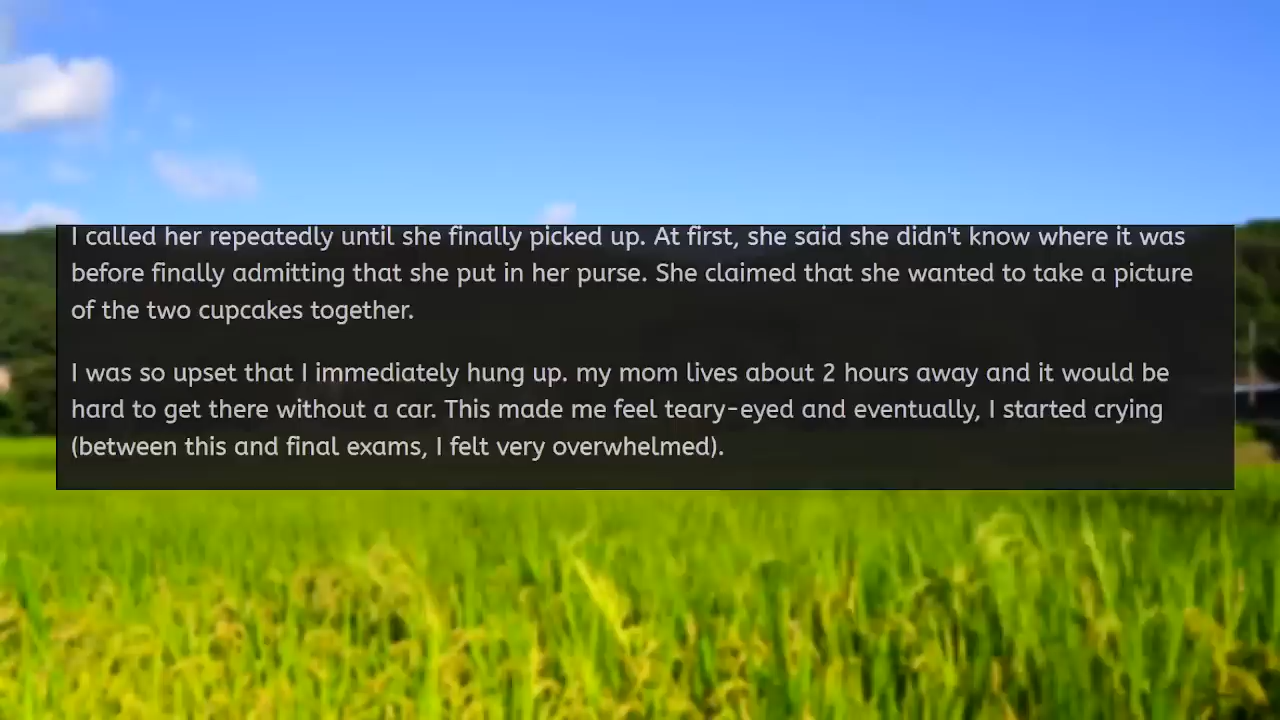 I called her repeatedly until she finally picked up. At first, she said she didn't know where it was
before finally admitting that she put in her purse. She claimed that she wanted to take a picture
of the two cupcakes together.
I was so upset that I immediately hung up. my mom lives about 2 hours away and it would be
hard to get there without a car. This made me feel teary-eyed and eventually, I started crying
(between this and final exams, I felt very overwhelmed).